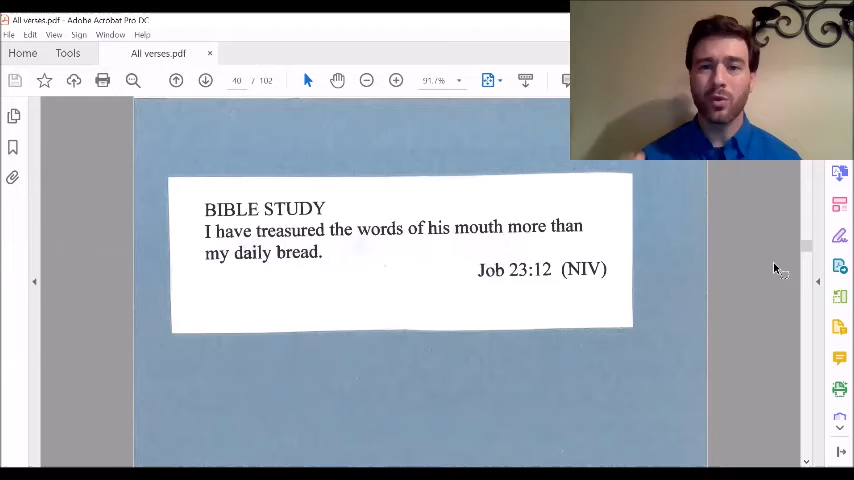 All verses.pdf - Adobe Acrobat Pro DC
File Edit View Sign Window Help
Home Tools All verses.pdf ×
40 / 102 91.7%
BIBLE STUDY
I have treasured the words of his mouth more than
my daily bread.
Job 23:12 (NIV)